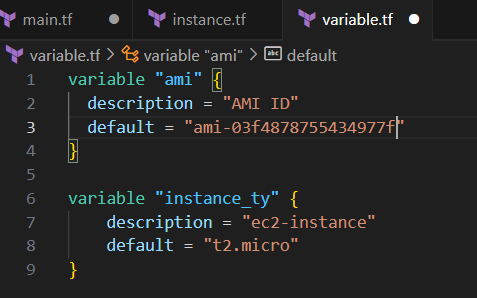 main.tf instance.tf variable.tf
variable.tf > variable "ami" > abc default
1 variable "ami" {
2 description = "AMI ID"
3 default = "ami-03f4878755434977f"
4 }
5
6 variable "instance_ty" {
7 description = "ec2-instance"
8 default = "t2.micro"
9 }